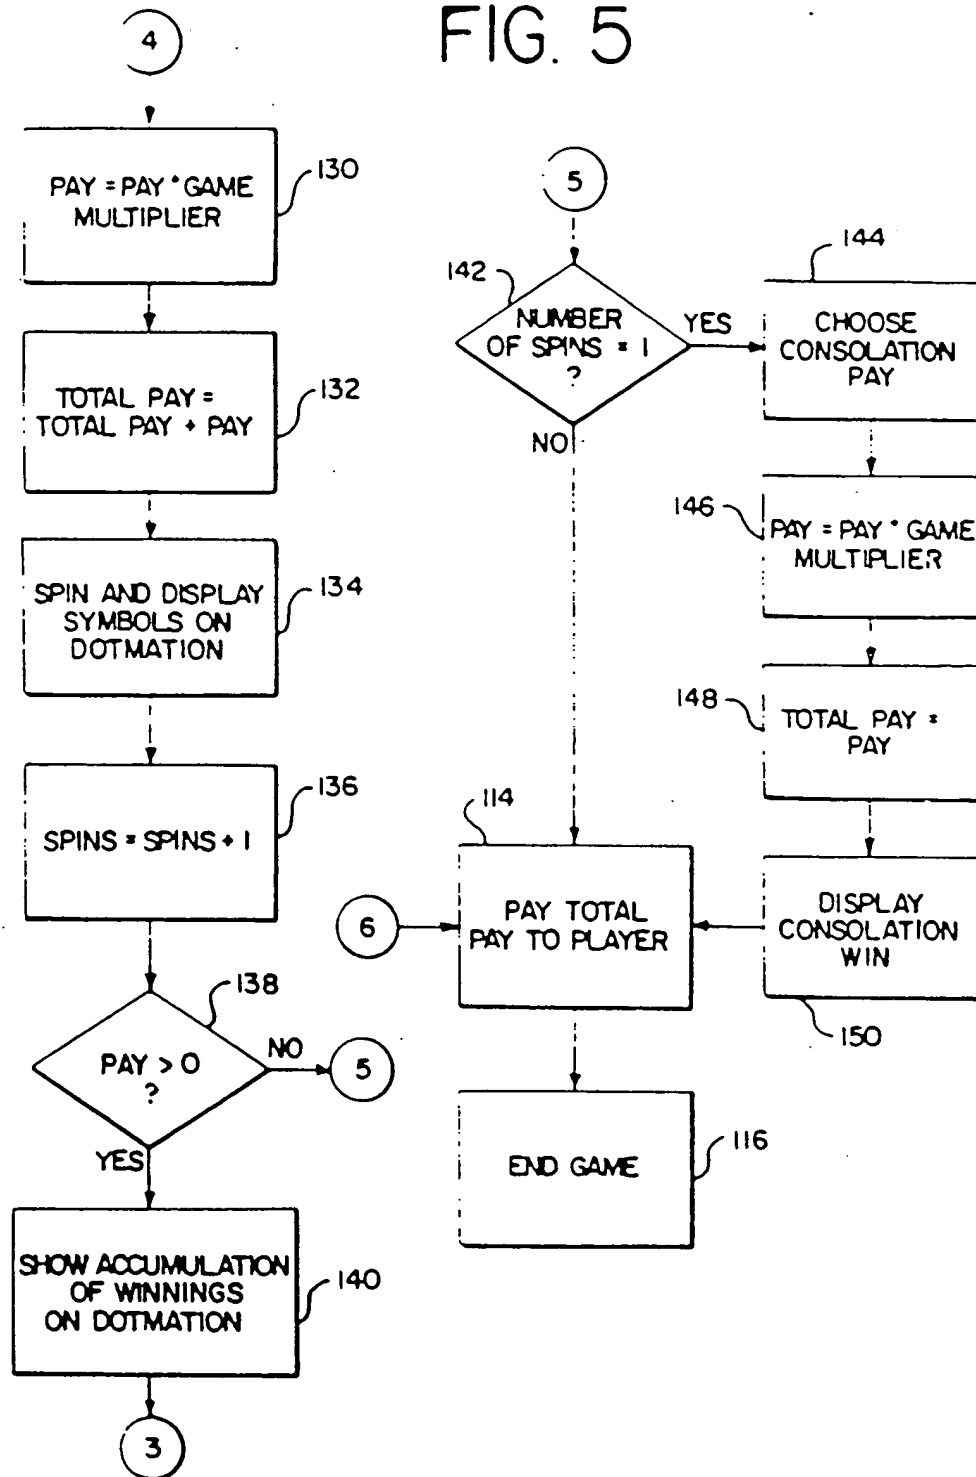 FIG. 5
4
PAY = PAY * GAME
MULTIPLIER
130
TOTAL PAY =
TOTAL PAY + PAY
132
SPIN AND DISPLAY
SYMBOLS ON
DOTMATION
134
SPINS = SPINS + 1
136
138
PAY > 0
?
NO
5
YES
SHOW ACCUMULATION
OF WINNINGS
ON DOTMATION
140
3
5
142
NUMBER
OF SPINS = 1
?
YES
NO
144
CHOOSE
CONSOLATION
PAY
146
PAY = PAY * GAME
MULTIPLIER
148
TOTAL PAY =
PAY
DISPLAY
CONSOLATION
WIN
150
114
6
PAY TOTAL
PAY TO PLAYER
END GAME
116